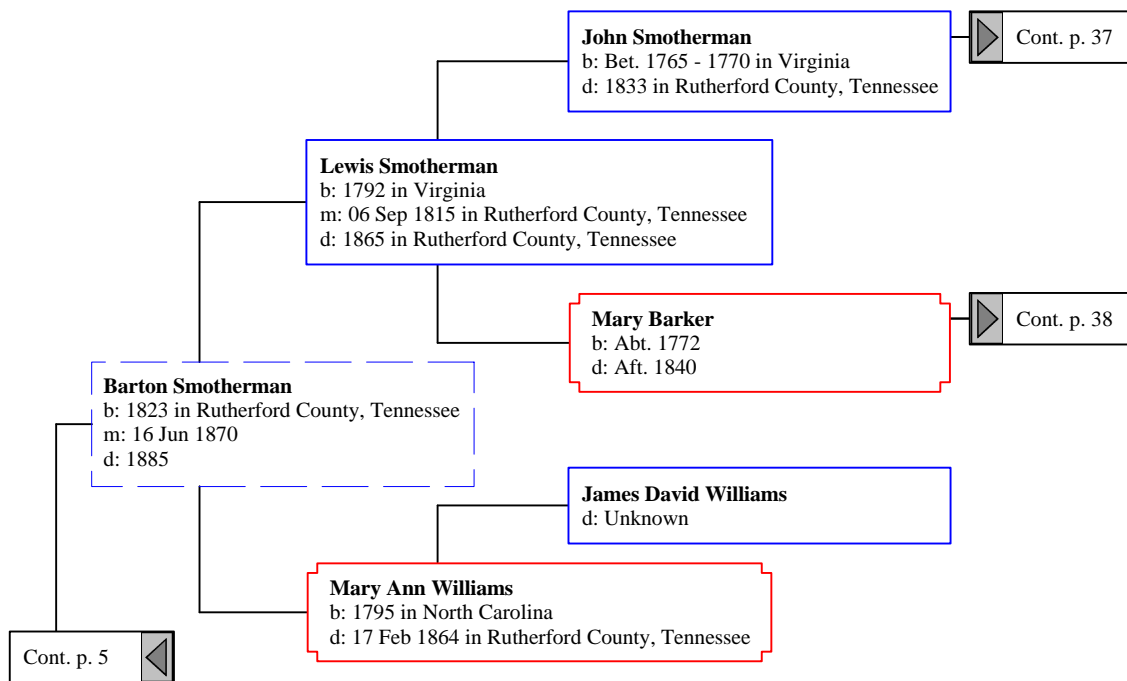 John Smotherman
b: Bet. 1765 - 1770 in Virginia
d: 1833 in Rutherford County, Tennessee
Cont. p. 37
Lewis Smotherman
b: 1792 in Virginia
m: 06 Sep 1815 in Rutherford County, Tennessee
d: 1865 in Rutherford County, Tennessee
Mary Barker
b: Abt. 1772
d: Aft. 1840
Cont. p. 38
Barton Smotherman
b: 1823 in Rutherford County, Tennessee
m: 16 Jun 1870
d: 1885
James David Williams
d: Unknown
Mary Ann Williams
b: 1795 in North Carolina
d: 17 Feb 1864 in Rutherford County, Tennessee
Cont. p. 5